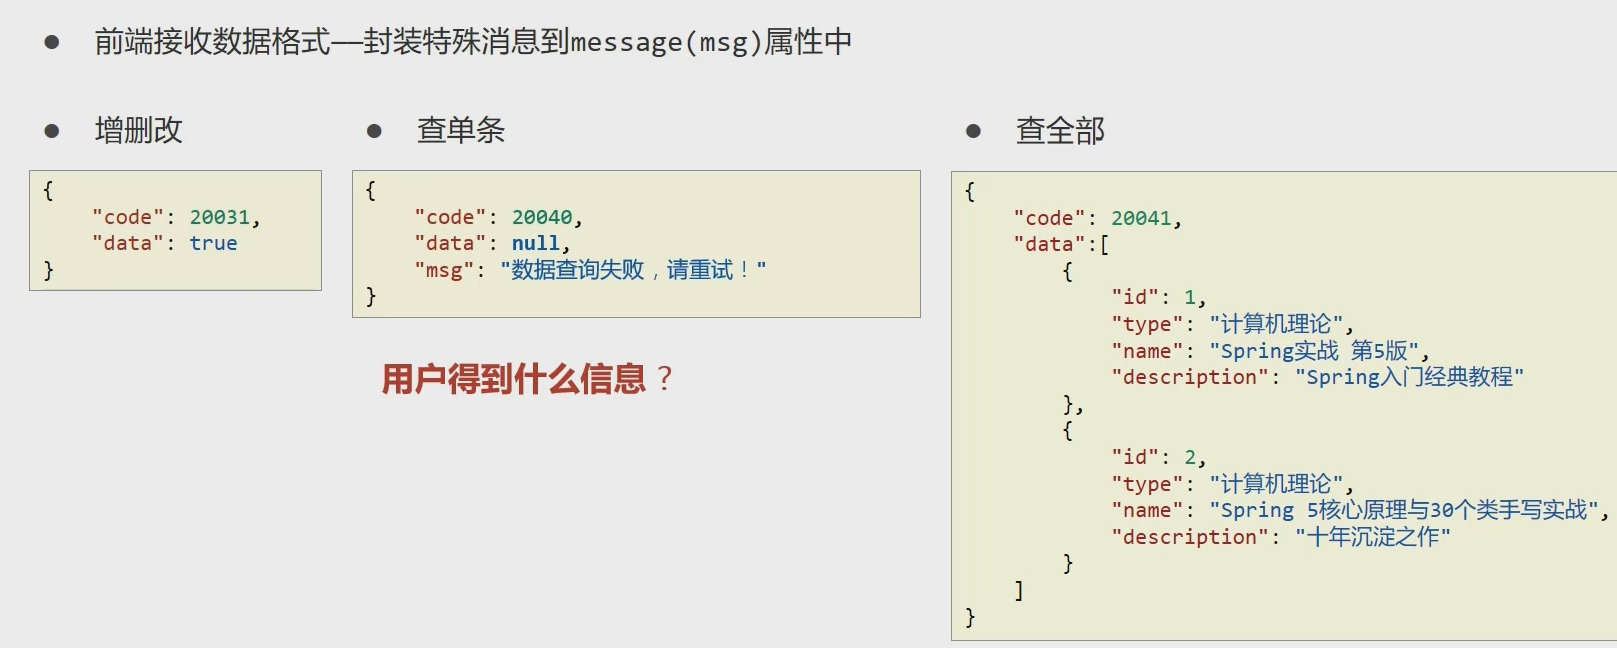 ● 前端接收数据格式——封装特殊消息到message(msg)属性中
● 增删改
{
"code": 20031,
"data": true
}
● 查单条
{
"code": 20040,
"data": null,
"msg": "数据查询失败，请重试！"
}
用户得到什么信息？
● 查全部
{
"code": 20041,
"data":[
{
"id": 1,
"type": "计算机理论",
"name": "Spring实战 第5版",
"description": "Spring入门经典教程"
},
{
"id": 2,
"type": "计算机理论",
"name": "Spring 5核心原理与30个类手写实战",
"description": "十年沉淀之作"
}
]
}